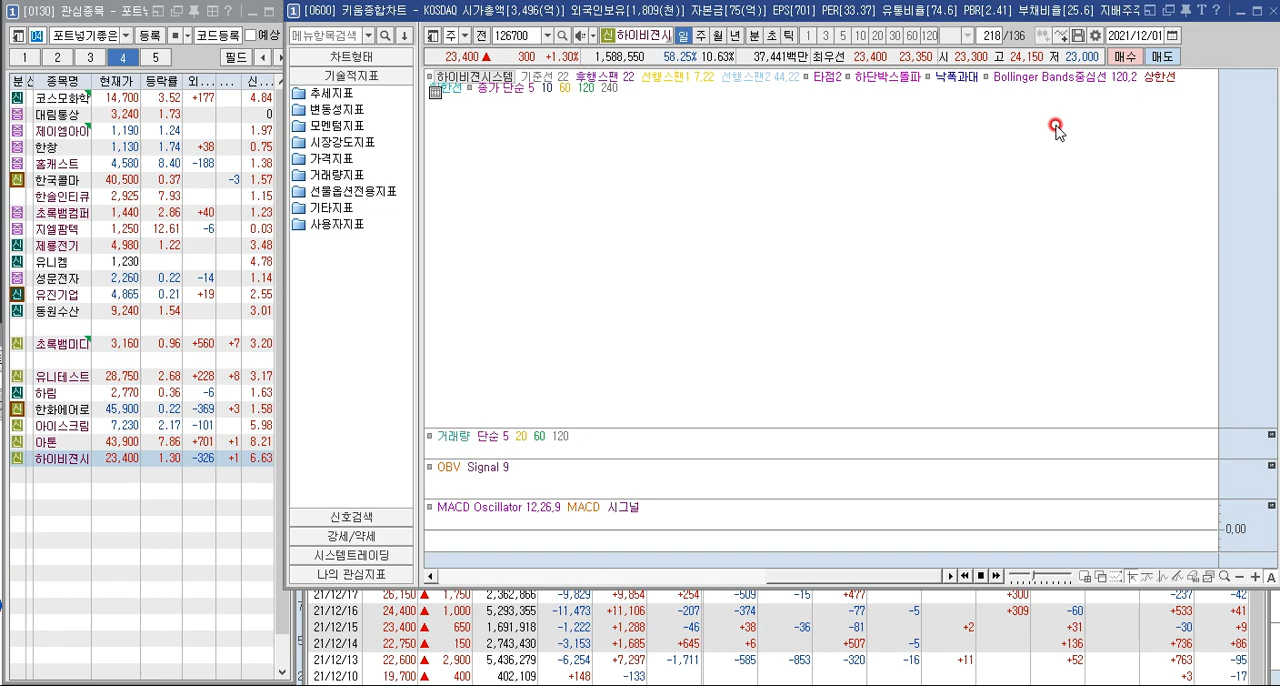 [0130] 관심종목 - 포트
포트넣기좋은 등록 코드등록 예상
1 2 3 4 5 필드
분 신 종목명 현재가 등락률 외... ... 신...
신 코스모화학 14,700 3.52 +177 4.84
증 대림통상 3,240 1.73 0
증 제이엠아이 1,190 1.24 1.97
증 한창 1,130 1.74 +38 0.75
증 홈캐스트 4,580 8.40 -188 1.38
신 한국콜마 40,500 0.37 -3 1.57
한솔인티큐 2,925 7.93 1.15
증 초록뱀컴퍼 1,440 2.86 +40 1.23
증 지엘팜텍 1,250 12.61 -6 0.03
신 제룡전기 4,980 1.22 3.48
신 유니켐 1,230 4.78
증 성문전자 2,260 0.22 -14 1.14
신 유진기업 4,865 0.21 +19 2.55
신 동원수산 9,240 1.54 3.01
신 초록뱀미디 3,160 0.96 +560 +7 3.20
신 유니테스트 28,750 2.68 +228 +8 3.17
신 하림 2,770 0.36 -6 1.63
신 한화에어로 45,900 0.22 -369 +3 1.58
신 아이스크림 7,230 2.17 -101 5.98
신 아톤 43,900 7.86 +701 +1 8.21
신 하이비젼시 23,400 1.30 -326 +1 6.63
[0600] 키움종합차트 - KOSDAQ 시가총액[3,496(억)] 외국인보유[1,809(천)] 자본금[75(억)] EPS[701] PER[33.37] 유통비율[74.6] PBR[2.41] 부채비율[25.6] 지배주주
메뉴항목검색 주 전 126700 신 하이비젼시 일 주 월 년 분 초 틱 1 3 5 10 20 30 60 120 218/136 2021/12/01
23,400 ▲ 300 +1.30% 1,588,550 58.25% 10.63% 37,441백만 최우선 23,400 23,350 시 23,300 고 24,150 저 23,000 매수 매도
차트형태
기술적지표
추세지표
변동성지표
모멘텀지표
시장강도지표
가격지표
거래량지표
선물옵션전용지표
기타지표
사용자지표
신호검색
강세/약세
시스템트레이딩
나의 관심지표
하이비젼시스템 기준선 22 후행스팬 22 선행스팬1 7,22 선행스팬2 44,22 타점2 하단박스돌파 낙폭과대 Bollinger Bands중심선 120,2 상한선
하한선 종가 단순 5 10 60 120 240
거래량 단순 5 20 60 120
OBV Signal 9
MACD Oscillator 12,26,9 MACD 시그널
0,00
A
21/12/17 26,150 ▲ 1,750 2,362,866 -9,829 +9,854 +254 -509 -15 +477 +300 -237 -42
21/12/16 24,400 ▲ 1,000 5,293,355 -11,473 +11,106 -207 -374 -77 -5 +309 -60 +533 +41
21/12/15 23,400 ▲ 650 1,691,918 -1,222 +1,288 -46 +38 -36 -81 +2 +31 -30 +9
21/12/14 22,750 ▲ 150 2,743,430 -3,153 +1,685 +645 +6 +507 -5 +136 +736 +86
21/12/13 22,600 ▲ 2,900 5,436,279 -6,254 +7,297 -1,711 -585 -853 -320 -16 +11 +52 +763 -95
21/12/10 19,700 ▲ 400 402,109 +148 -133 +3 -17